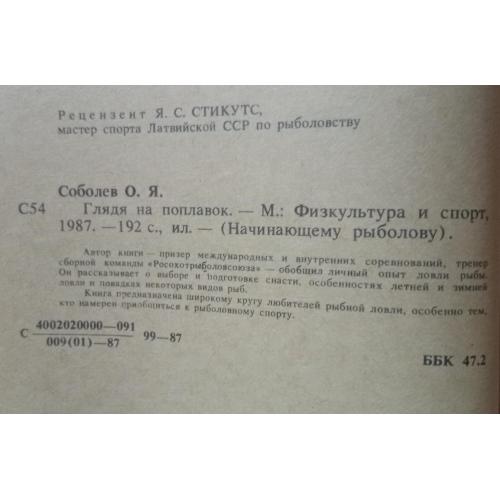 Рецензент Я. С. СТИКУТС,
мастер спорта Латвийской ССР по рыболовству
Соболев О. Я.
С54 Глядя на поплавок. — М.: Физкультура и спорт,
1987. —192 с., ил. — (Начинающему рыболову).
Автор книги — призер международных и внутренних соревнований, тренер
сборной команды «Росохотрыболовсоюза» — обобщил личный опыт ловли рыбы.
Он рассказывает о выборе и подготовке снасти, особенностях летней и зимней
ловли и повадках некоторых видов рыб.
Книга предназначена широкому кругу любителей рыбной ловли, особенно тем,
кто намерен приобщиться к рыболовному спорту.
С 4002020000—091
009(01)—87 99—87
ББК 47.2